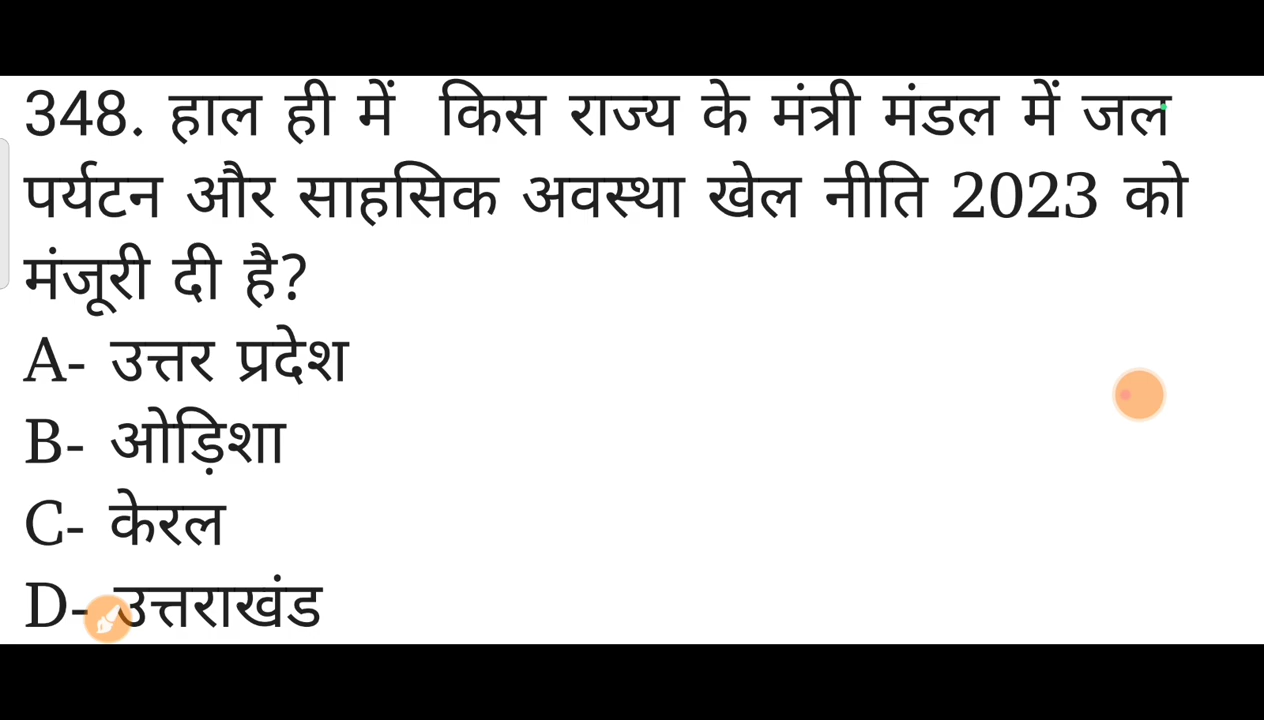 348. हाल ही में किस राज्य के मंत्री मंडल में जल
पर्यटन और साहसिक अवस्था खेल नीति 2023 को
मंजूरी दी है?
A- उत्तर प्रदेश
B- ओड़िशा
C- केरल
D- उत्तराखंड